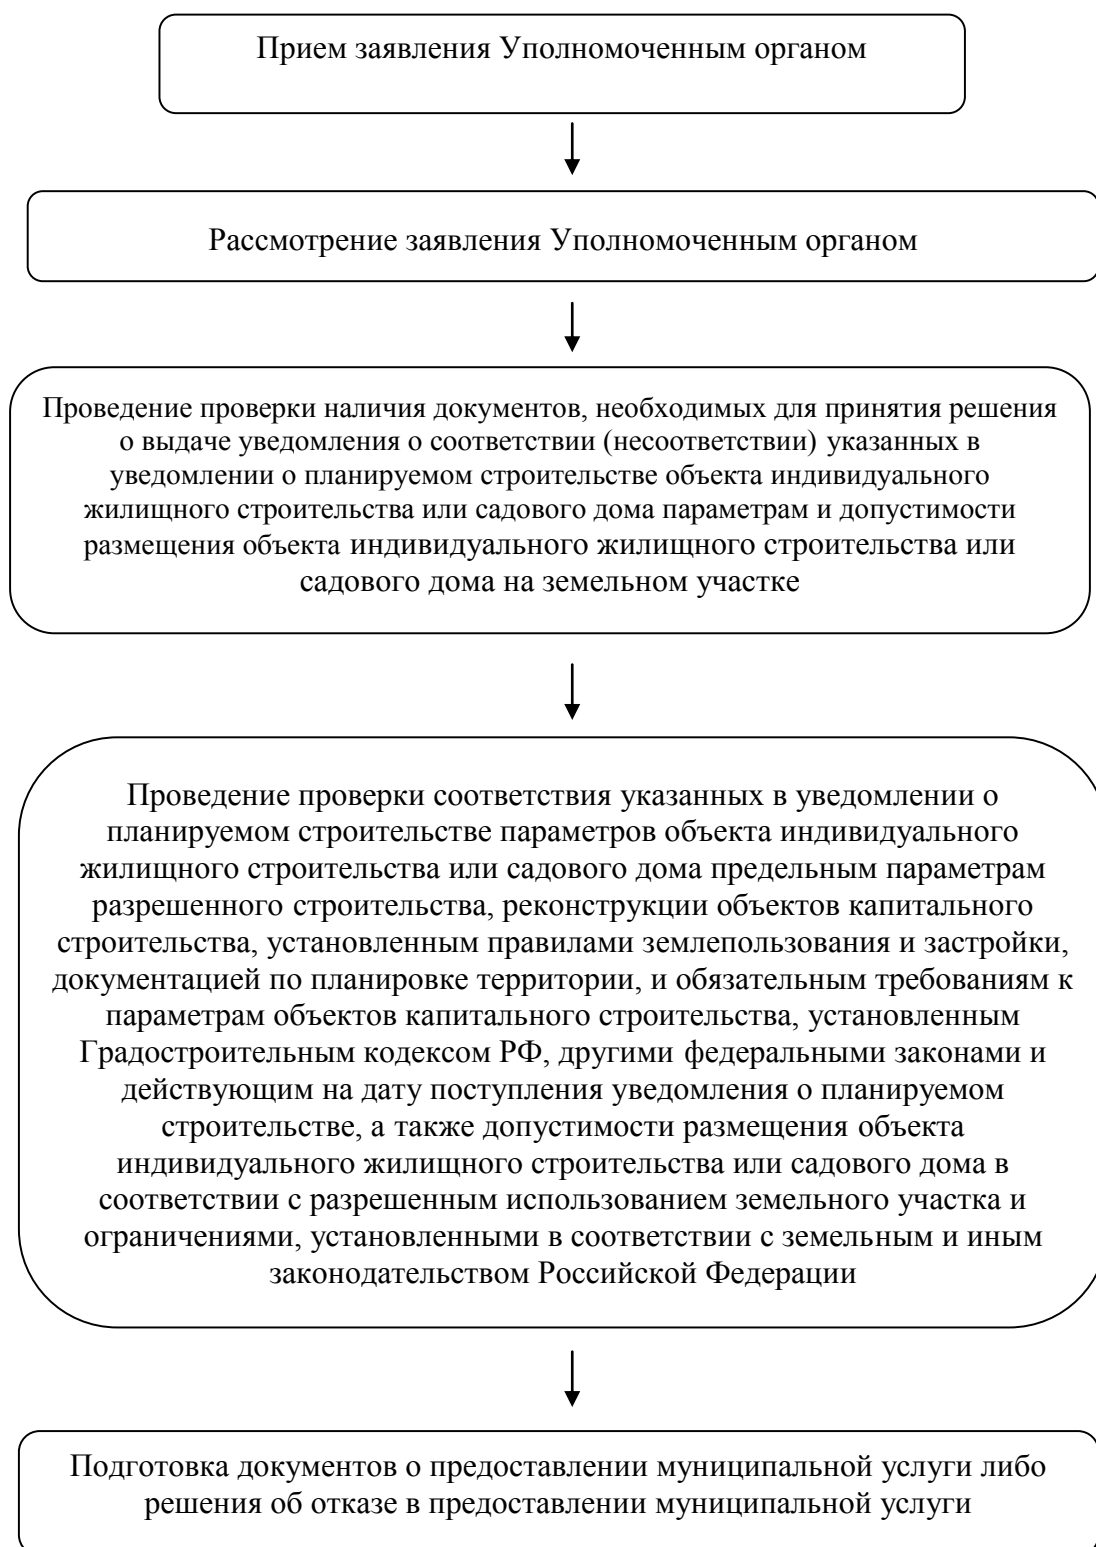 Прием заявления Уполномоченным органом
Рассмотрение заявления Уполномоченным органом
Проведение проверки наличия документов, необходимых для принятия решения
о выдаче уведомления о соответствии (несоответствии) указанных в
уведомлении о планируемом строительстве объекта индивидуального
жилищного строительства или садового дома параметрам и допустимости
размещения объекта индивидуального жилищного строительства или
садового дома на земельном участке
Проведение проверки соответствия указанных в уведомлении о
планируемом строительстве параметров объекта индивидуального
жилищного строительства или садового дома предельным параметрам
разрешенного строительства, реконструкции объектов капитального
строительства, установленным правилами землепользования и застройки,
документацией по планировке территории, и обязательным требованиям к
параметрам объектов капитального строительства, установленным
Градостроительным кодексом РФ, другими федеральными законами и
действующим на дату поступления уведомления о планируемом
строительстве, а также допустимости размещения объекта
индивидуального жилищного строительства или садового дома в
соответствии с разрешенным использованием земельного участка и
ограничениями, установленными в соответствии с земельным и иным
законодательством Российской Федерации
Подготовка документов о предоставлении муниципальной услуги либо
решения об отказе в предоставлении муниципальной услуги